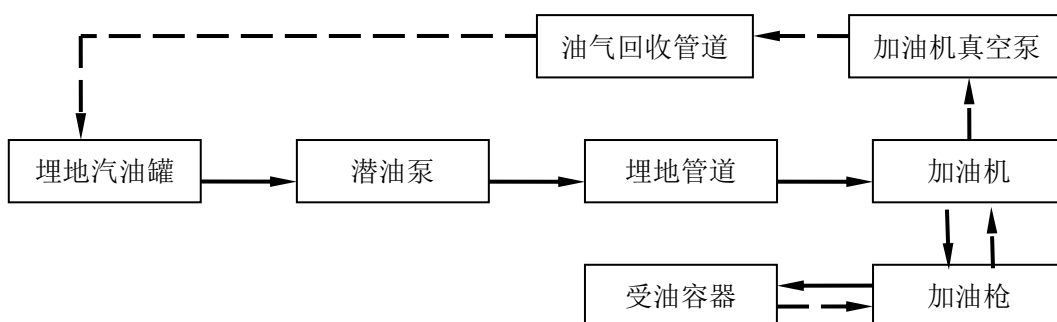 油气回收管道
加油机真空泵
埋地汽油罐
潜油泵
埋地管道
加油机
受油容器
加油枪